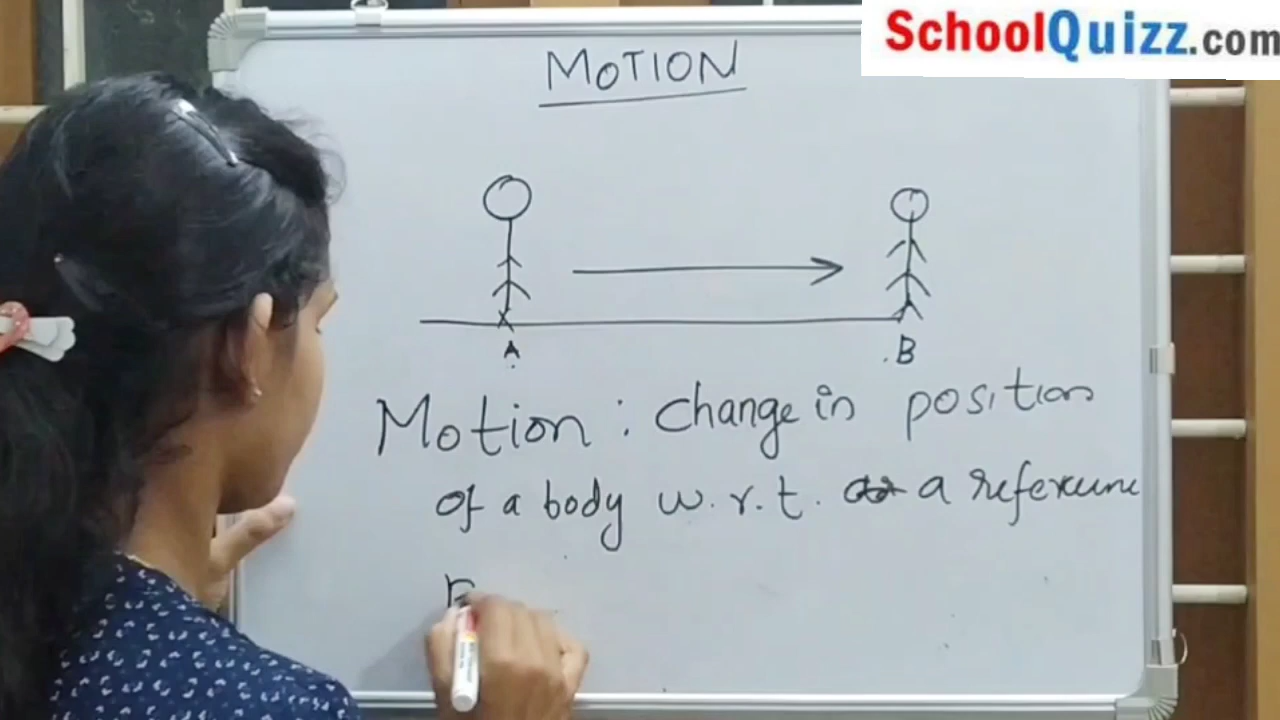 SchoolQuizz.com
MOTION
A
B
Motion : change in position
of a body w.r.t. a reference